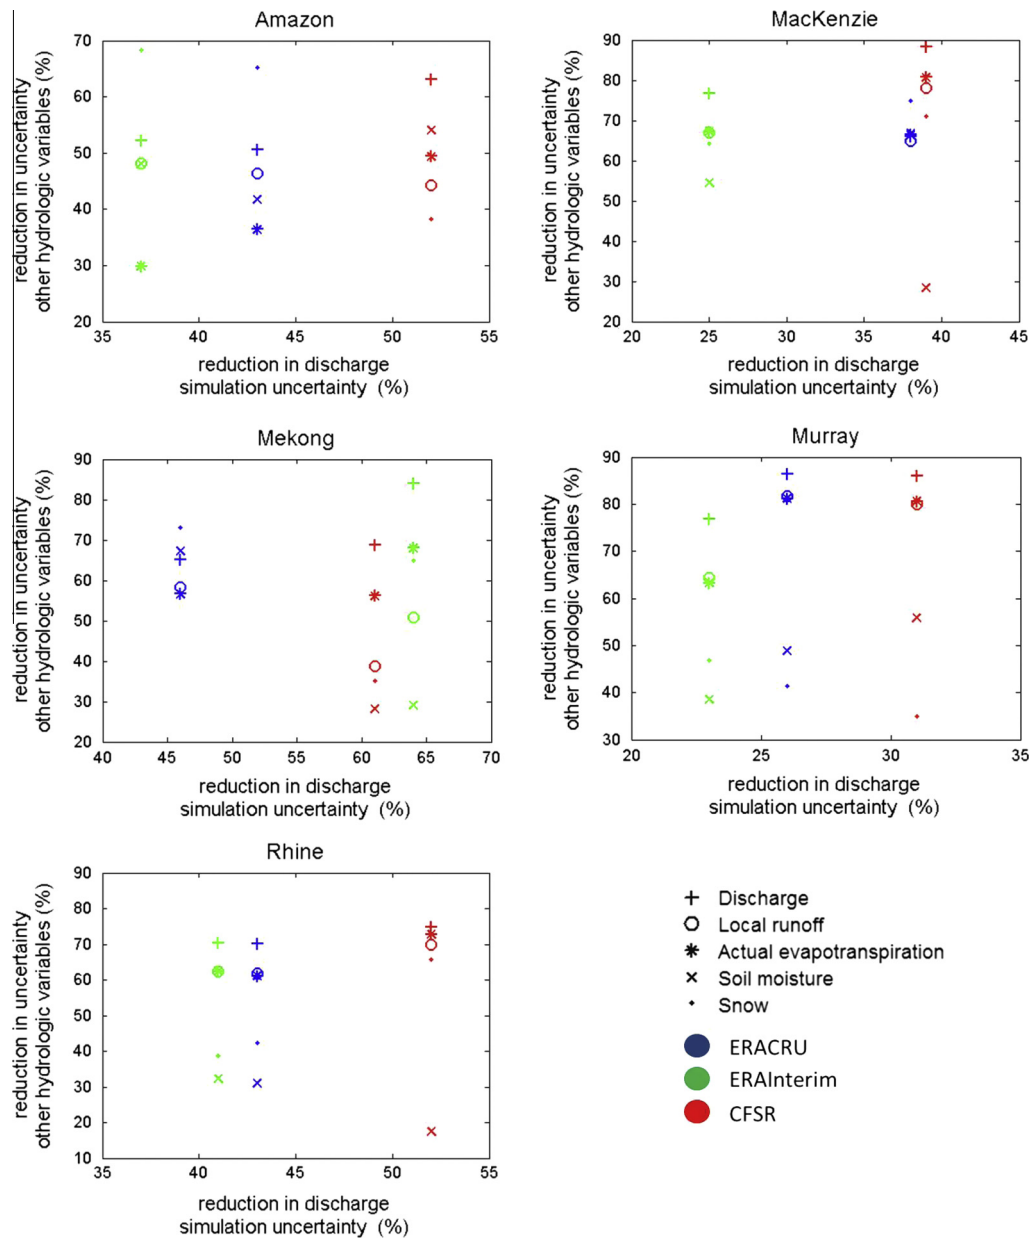 Amazon
reduction in uncertainty
other hydrologic variables (%)
70
60
50
40
30
20
35
40
45
50
55
reduction in discharge
simulation uncertainty (%)
MacKenzie
reduction in uncertainty
other hydrologic variables (%)
90
80
70
60
50
40
30
20
20
25
30
35
40
45
reduction in discharge
simulation uncertainty (%)
Mekong
reduction in uncertainty
other hydrologic variables (%)
90
80
70
60
50
40
30
20
40
45
50
52
55
60
65
70
reduction in discharge
simulation uncertainty (%)
Murray
reduction in uncertainty
other hydrologic variables (%)
90
80
70
60
50
40
30
20
25
30
35
reduction in discharge
simulation uncertainty (%)
Rhine
reduction in uncertainty
other hydrologic variables (%)
90
80
70
60
50
40
30
20
10
35
40
45
50
55
reduction in discharge
simulation uncertainty (%)
Discharge
Local runoff
Actual evapotranspiration
Soil moisture
Snow
ERACRU
ERAInterim
CFSR